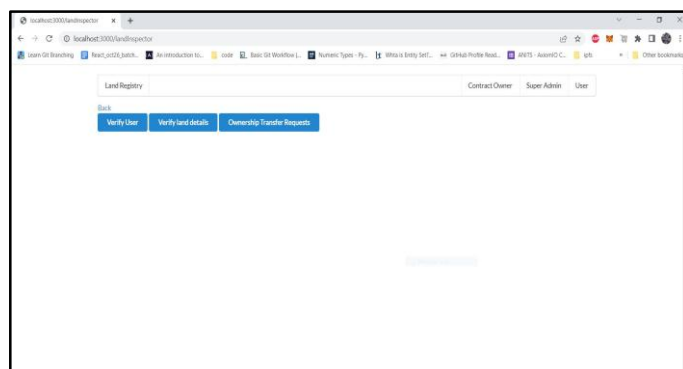 localhost:3000/landInspector
localhost:3000/landInspector
Learn Git Branching React_oct26_batch... An introduction to... code Basic Git Workflow |... Numeric Types - Py... What is Entity Set?... GitHub Profile Read... ipfs Other bookmarks
Land Registry Contract Owner Super Admin User
Back
Verify User Verify land details Ownership Transfer Requests